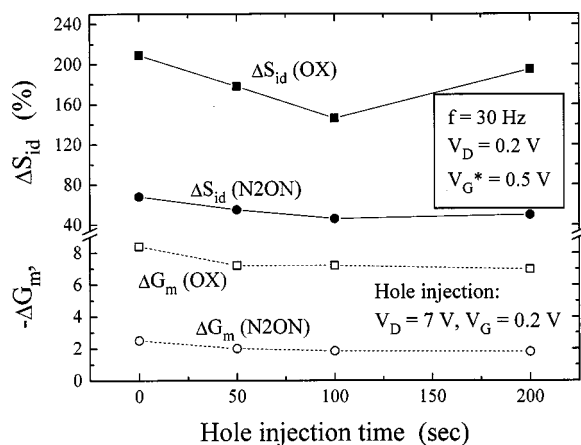 240
200
160
120
80
40
8
6
4
2
0
-ΔG_m, ΔS_id (%)
ΔS_id (OX)
f = 30 Hz
V_D = 0.2 V
V_G* = 0.5 V
ΔS_id (N2ON)
ΔG_m (OX)
Hole injection:
V_D = 7 V, V_G = 0.2 V
ΔG_m (N2ON)
0 50 100 150 200
Hole injection time (sec)